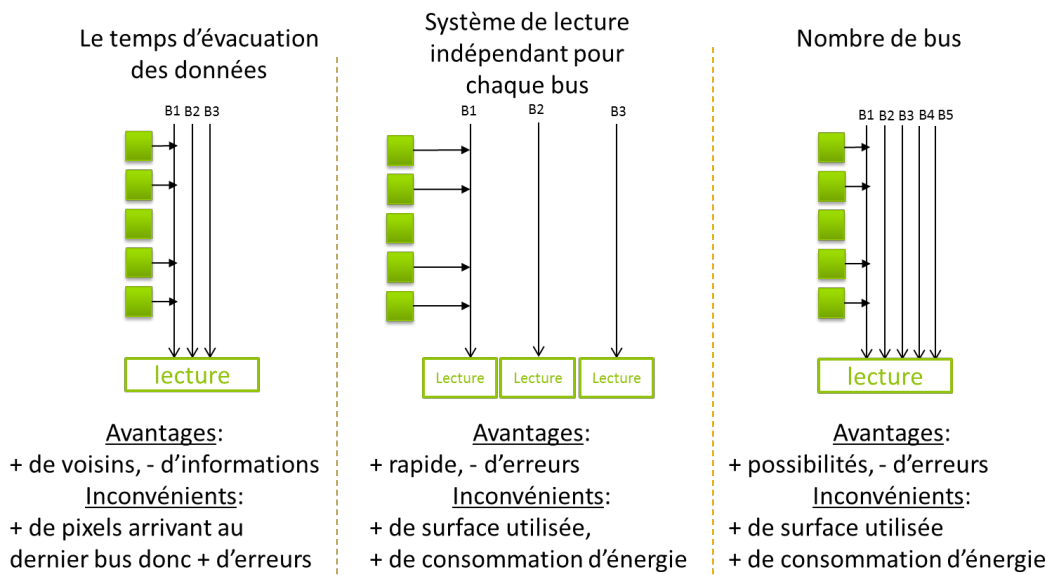 Le temps d'évacuation
des données
B1 B2 B3
lecture
Avantages:
+ de voisins, - d'informations
Inconvénients:
+ de pixels arrivant au
dernier bus donc + d'erreurs
Système de lecture
indépendant pour
chaque bus
B1 B2 B3
Lecture Lecture Lecture
Avantages:
+ rapide, - d'erreurs
Inconvénients:
+ de surface utilisée,
+ de consommation d'énergie
Nombre de bus
B1 B2 B3 B4 B5
lecture
Avantages:
+ possibilités, - d'erreurs
Inconvénients:
+ de surface utilisée
+ de consommation d'énergie